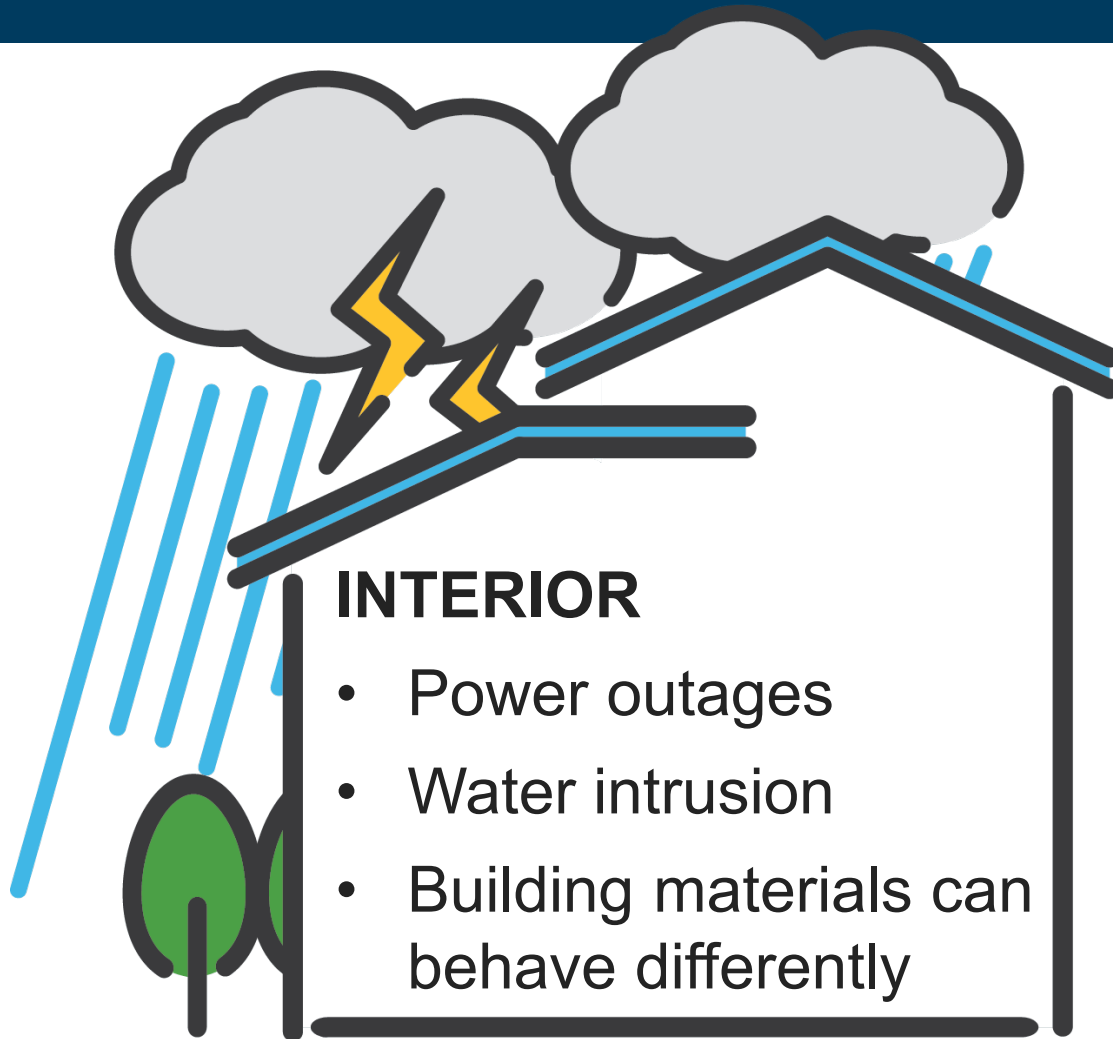 INTERIOR
• Power outages
• Water intrusion
• Building materials can
behave differently